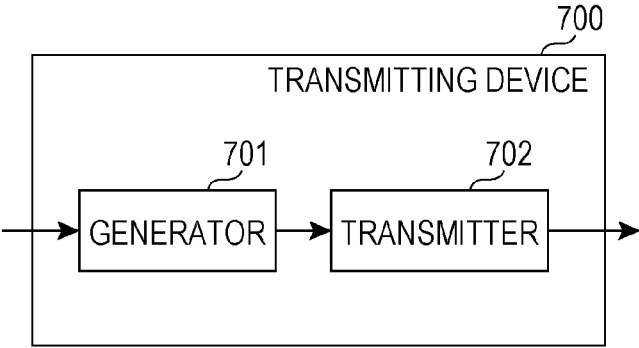 700
TRANSMITTING DEVICE
701
702
GENERATOR
TRANSMITTER